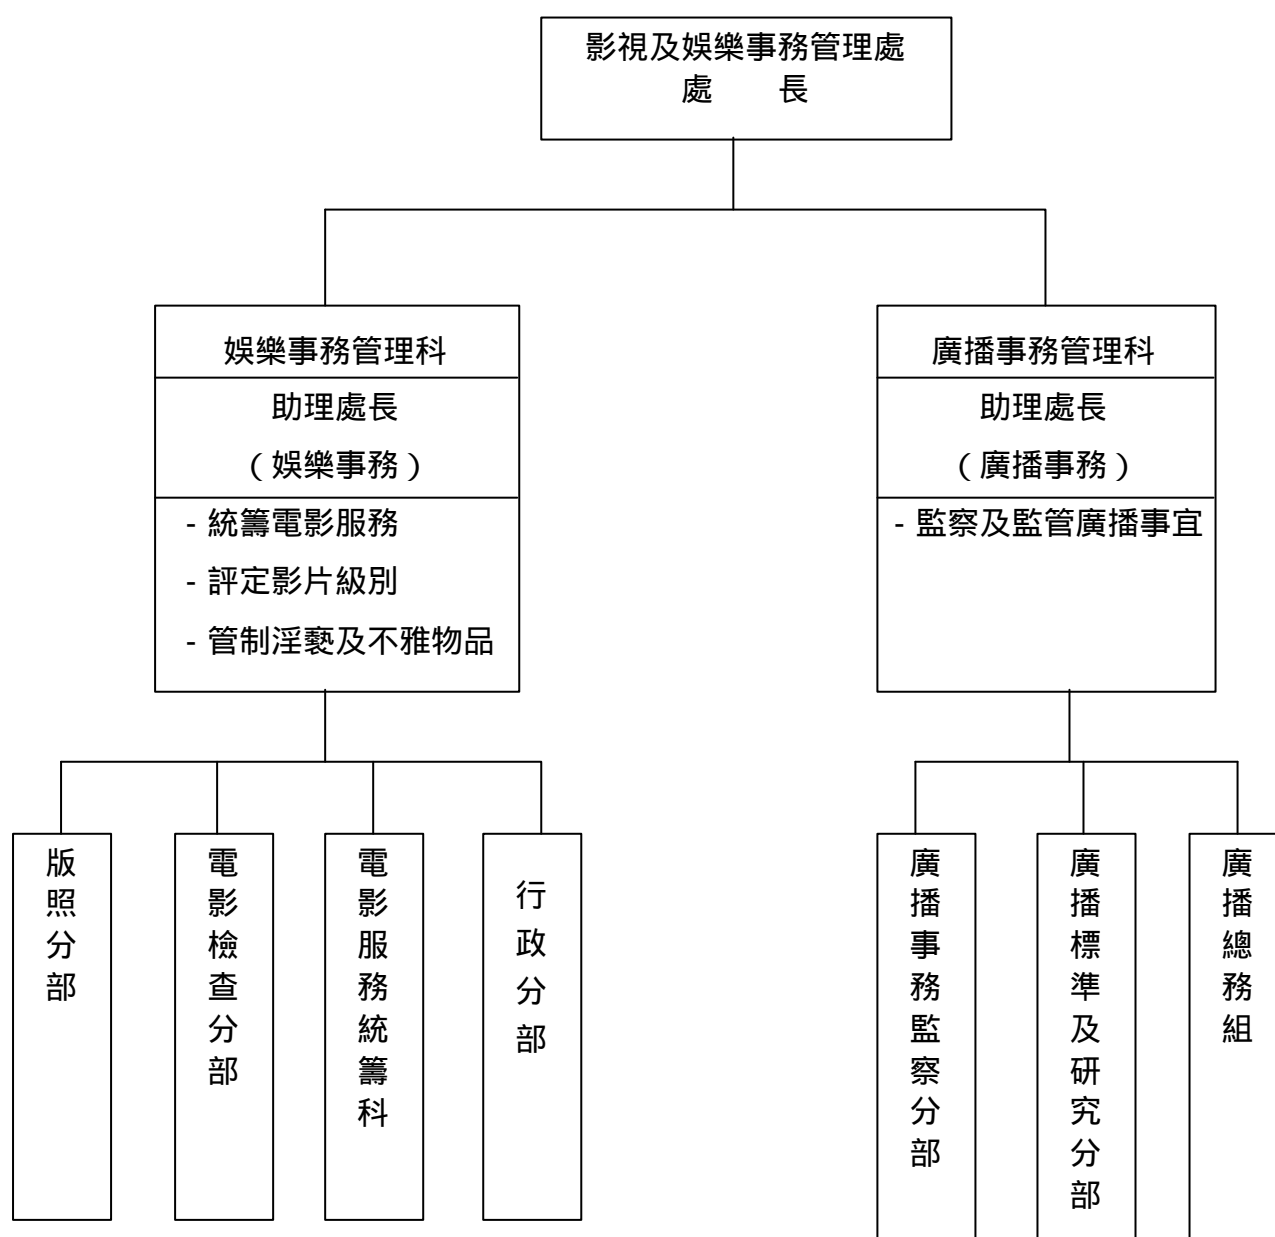 影視及娛樂事務管理處
處 長
娛樂事務管理科
助理處長
（娛樂事務）
- 統籌電影服務
- 評定影片級別
- 管制淫褻及不雅物品
廣播事務管理科
助理處長
（廣播事務）
- 監察及監管廣播事宜
版照分部
電影檢查分部
電影服務統籌科
行政分部
廣播事務監察分部
廣播標準及研究分部
廣播總務組